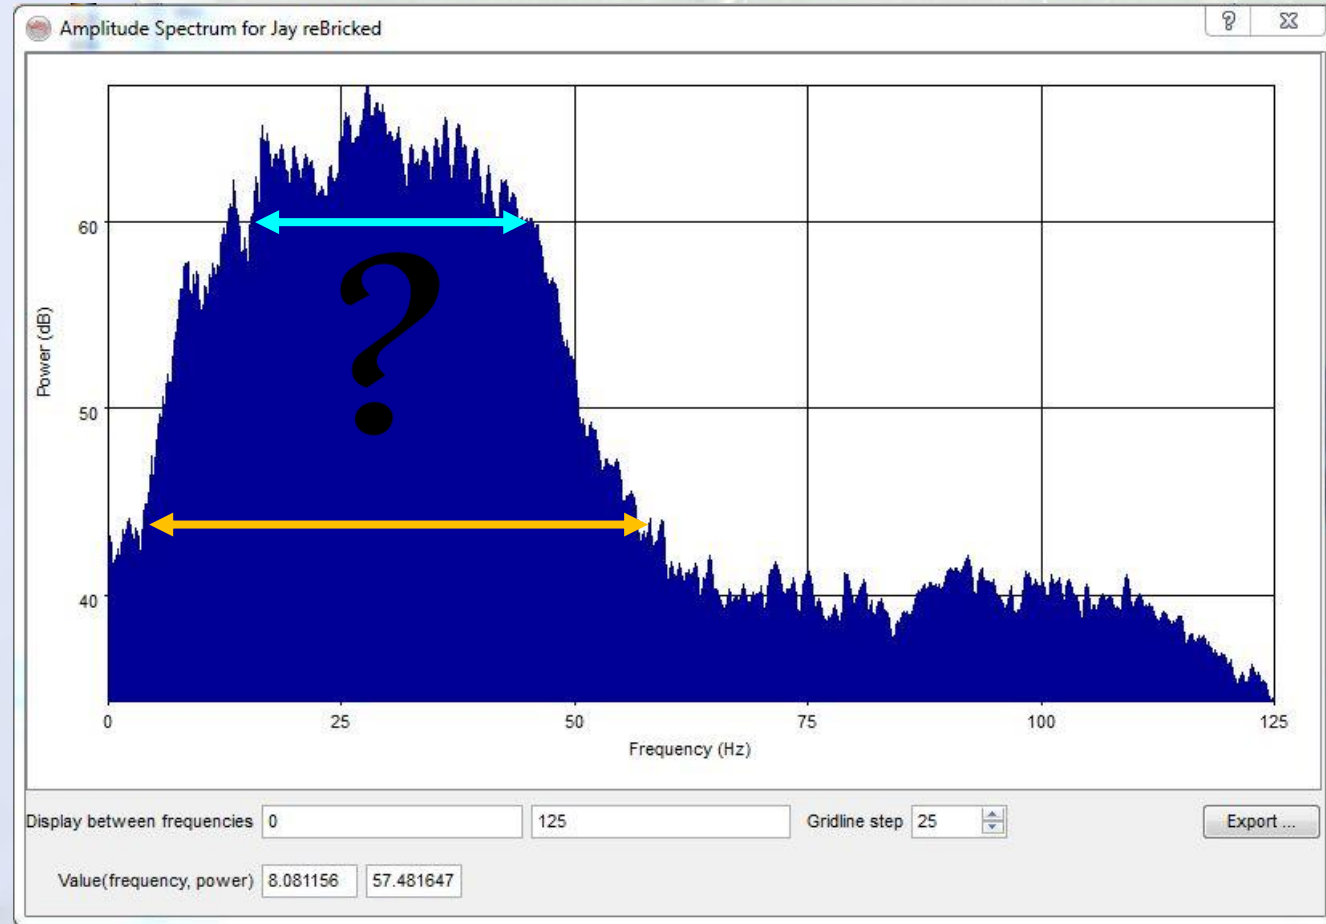 Amplitude Spectrum for Jay reBricked
60
50
40
Power (dB)
?
0 25 50 75 100 125
Frequency (Hz)
Display between frequencies 0 125 Gridline step 25 Export ...
Value(frequency, power) 8.081156 57.481647